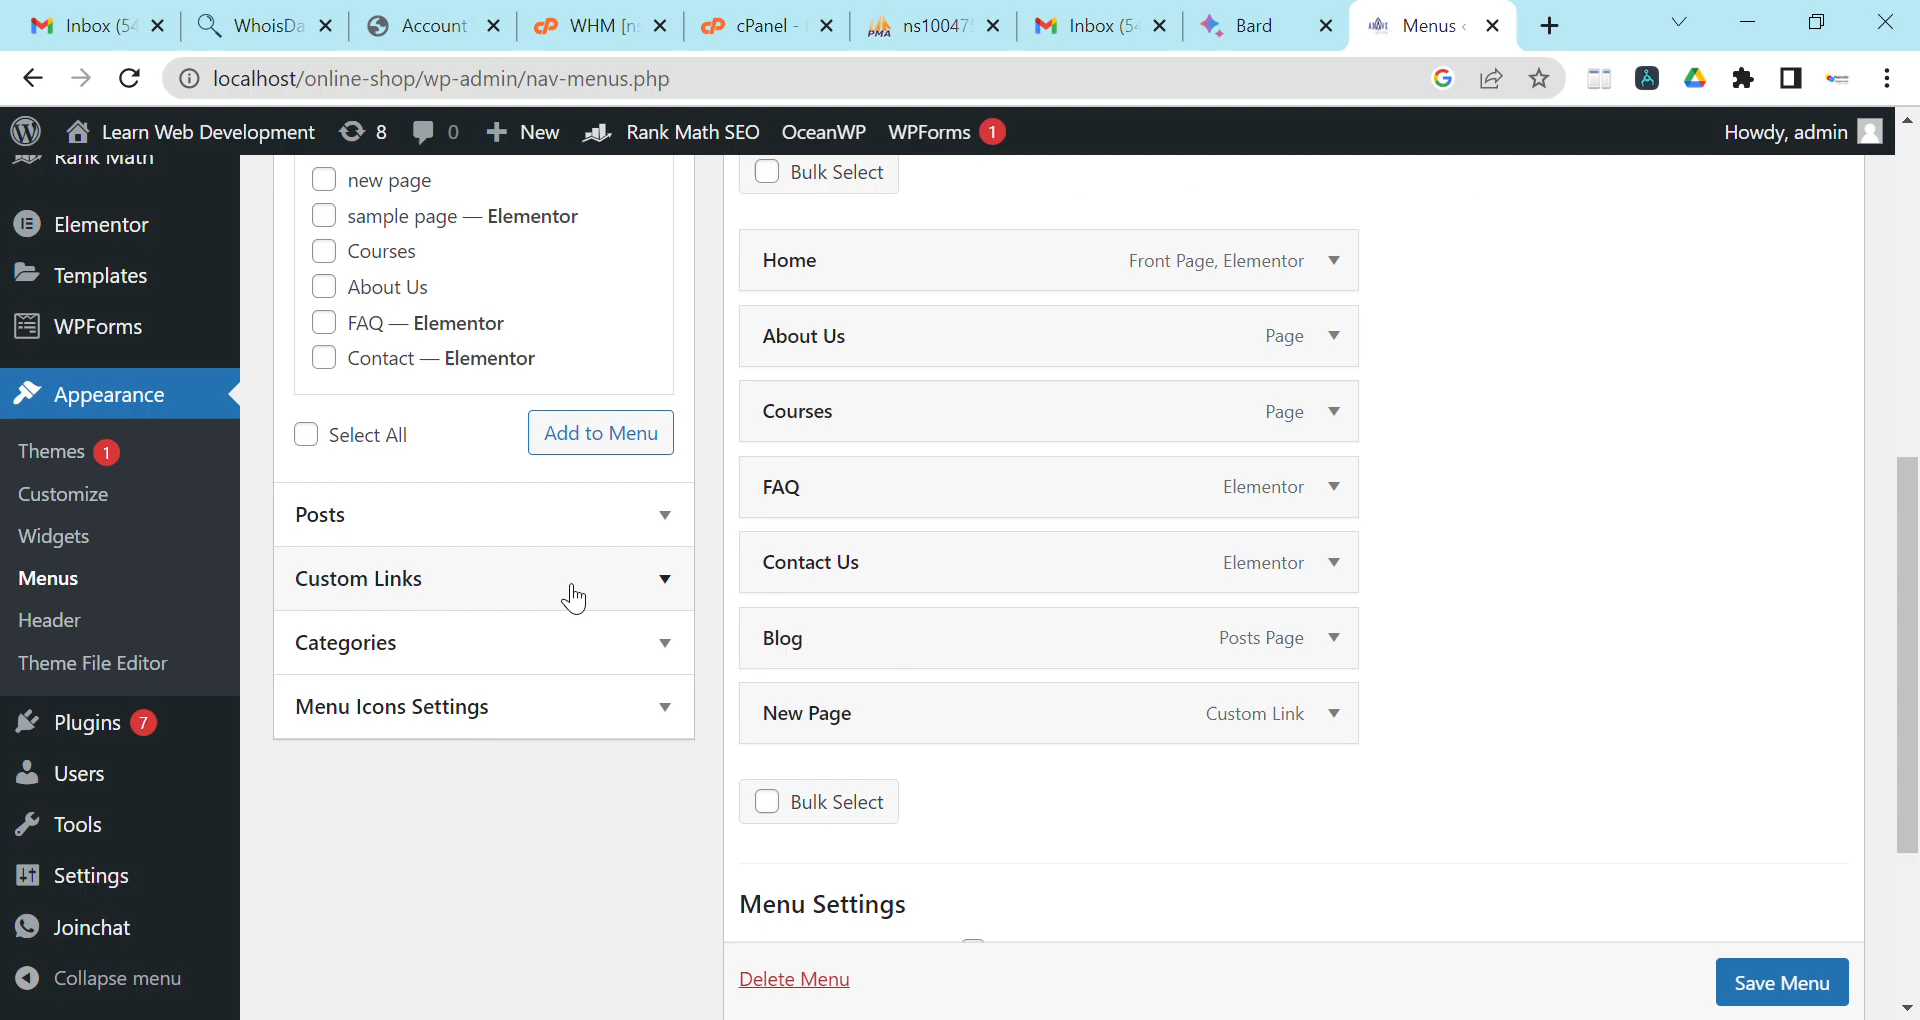 Inbox (54
WhoisDa
Account
WHM [ns
cPanel -
ns10047
Inbox (54
Bard
Menus <
localhost/online-shop/wp-admin/nav-menus.php
Learn Web Development
8
0
New
Rank Math SEO
OceanWP
WPForms 1
Howdy, admin
Rank Math
Elementor
Templates
WPForms
Appearance
Themes 1
Customize
Widgets
Menus
Header
Theme File Editor
Plugins 7
Users
Tools
Settings
Joinchat
Collapse menu
new page
sample page — Elementor
Courses
About Us
FAQ — Elementor
Contact — Elementor
Select All
Add to Menu
Posts
Custom Links
Categories
Menu Icons Settings
Bulk Select
Home Front Page, Elementor
About Us Page
Courses Page
FAQ Elementor
Contact Us Elementor
Blog Posts Page
New Page Custom Link
Bulk Select
Menu Settings
Delete Menu
Save Menu